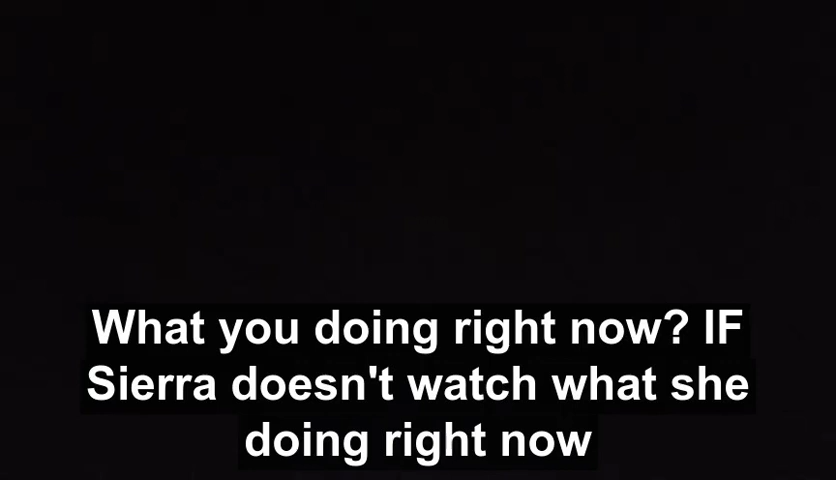 What you doing right now? IF
Sierra doesn't watch what she
doing right now